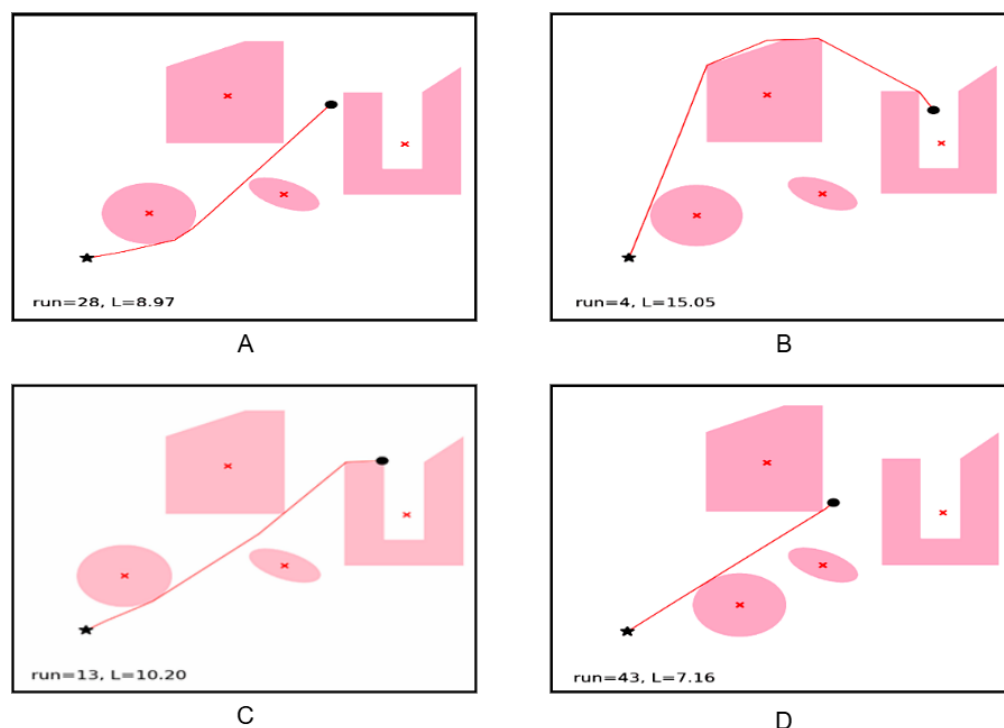 run=28, L=8.97
A
run=4, L=15.05
B
run=13, L=10.20
C
run=43, L=7.16
D